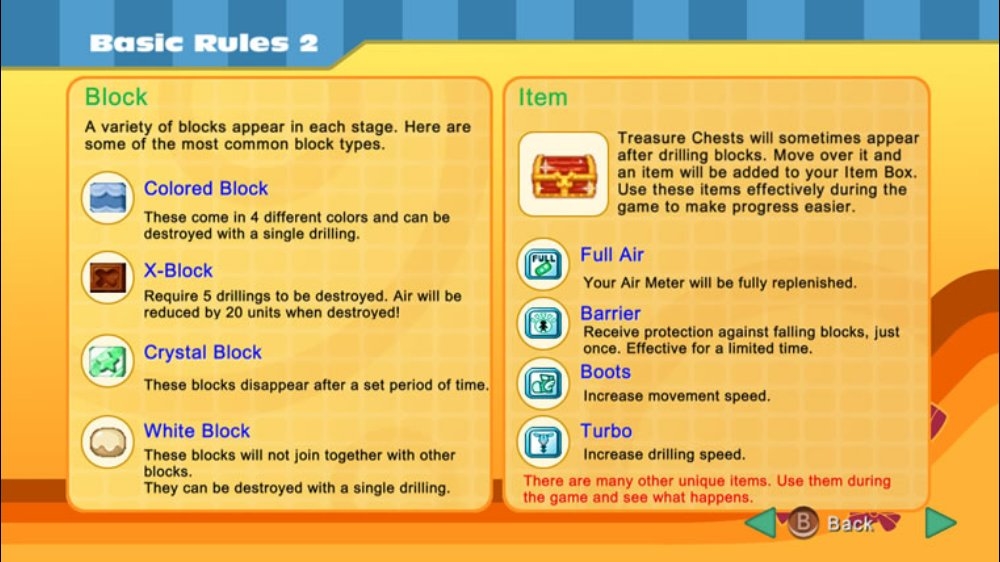 Basic Rules 2
Block
A variety of blocks appear in each stage. Here are
some of the most common block types.
Colored Block
These come in 4 different colors and can be
destroyed with a single drilling.
X-Block
Require 5 drillings to be destroyed. Air will be
reduced by 20 units when destroyed!
Crystal Block
These blocks disappear after a set period of time.
White Block
These blocks will not join together with other
blocks.
They can be destroyed with a single drilling.
Item
Treasure Chests will sometimes appear
after drilling blocks. Move over it and
an item will be added to your Item Box.
Use these items effectively during the
game to make progress easier.
FULL
Full Air
Your Air Meter will be fully replenished.
Barrier
Receive protection against falling blocks, just
once. Effective for a limited time.
Boots
Increase movement speed.
Turbo
Increase drilling speed.
There are many other unique items. Use them during
the game and see what happens.
B Back